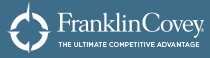 FranklinCovey
THE ULTIMATE COMPETITIVE ADVANTAGE